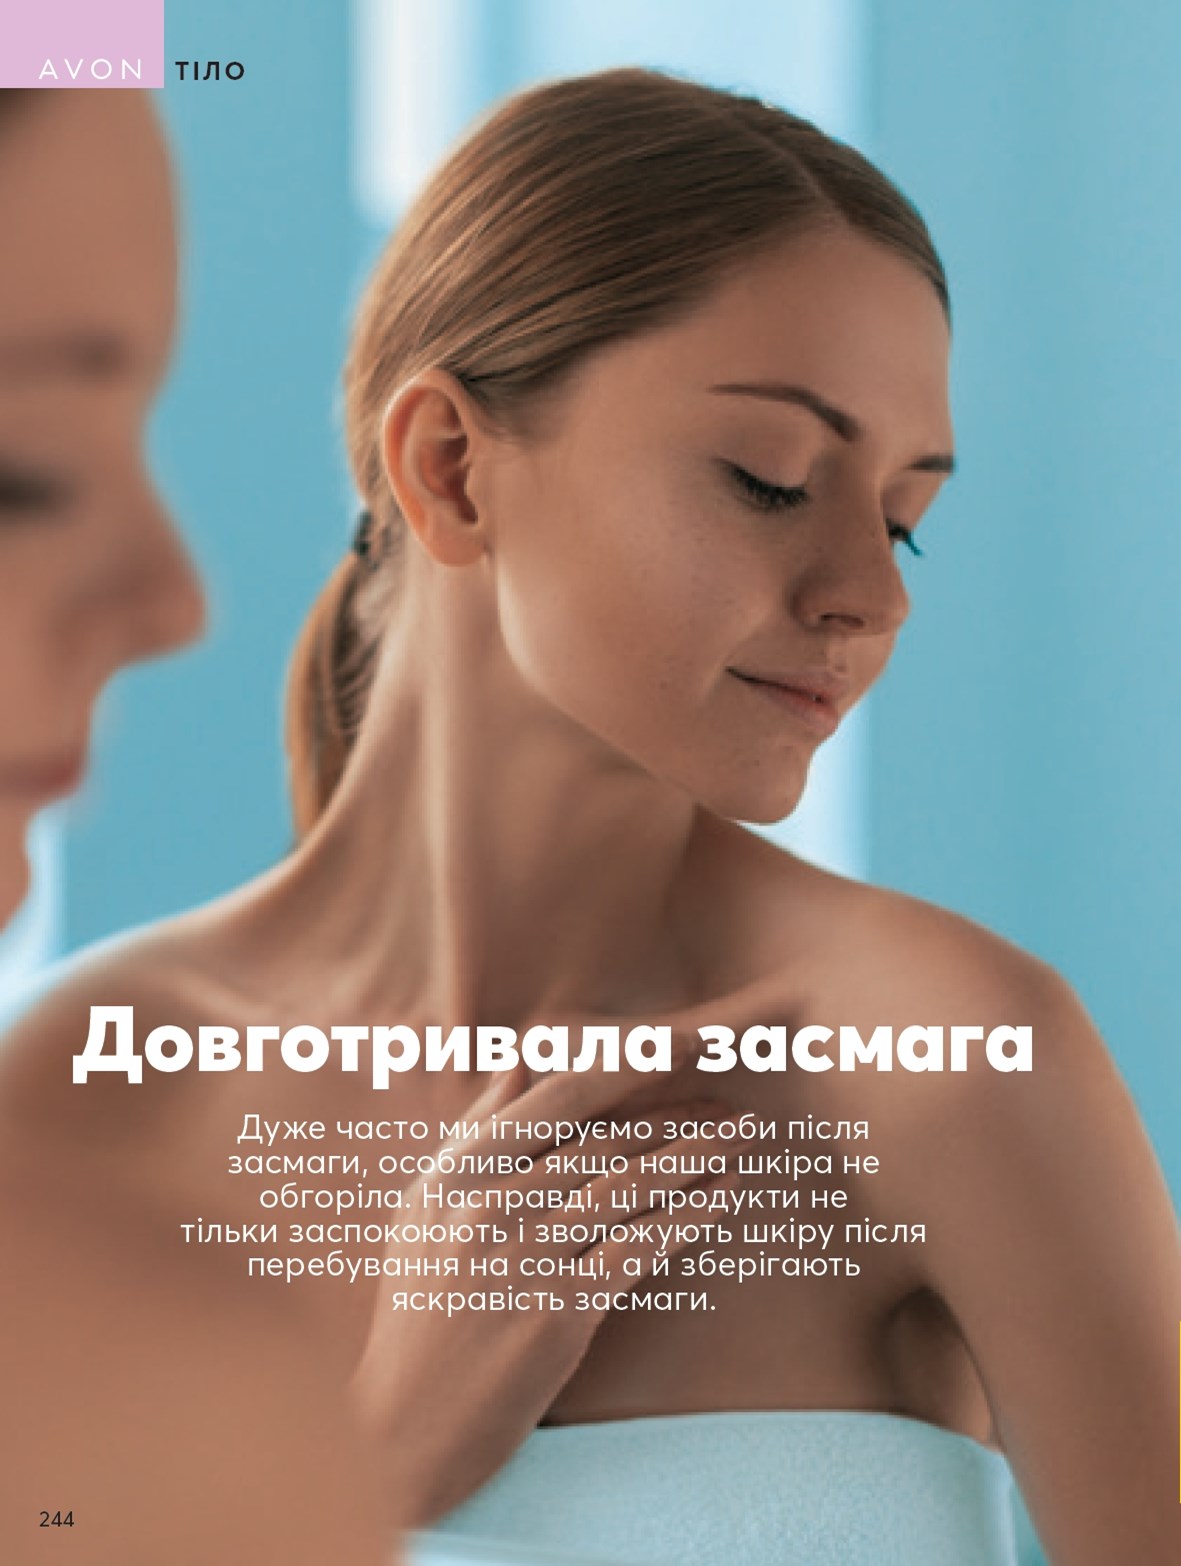 AVON ТІЛО
Довготривала засмага
Дуже часто ми ігноруємо засоби після
засмаги, особливо якщо наша шкіра не
обгоріла. Насправді, ці продукти не
тільки заспокоюють і зволожують шкіру після
перебування на сонці, а й зберігають
яскравість засмаги.
244